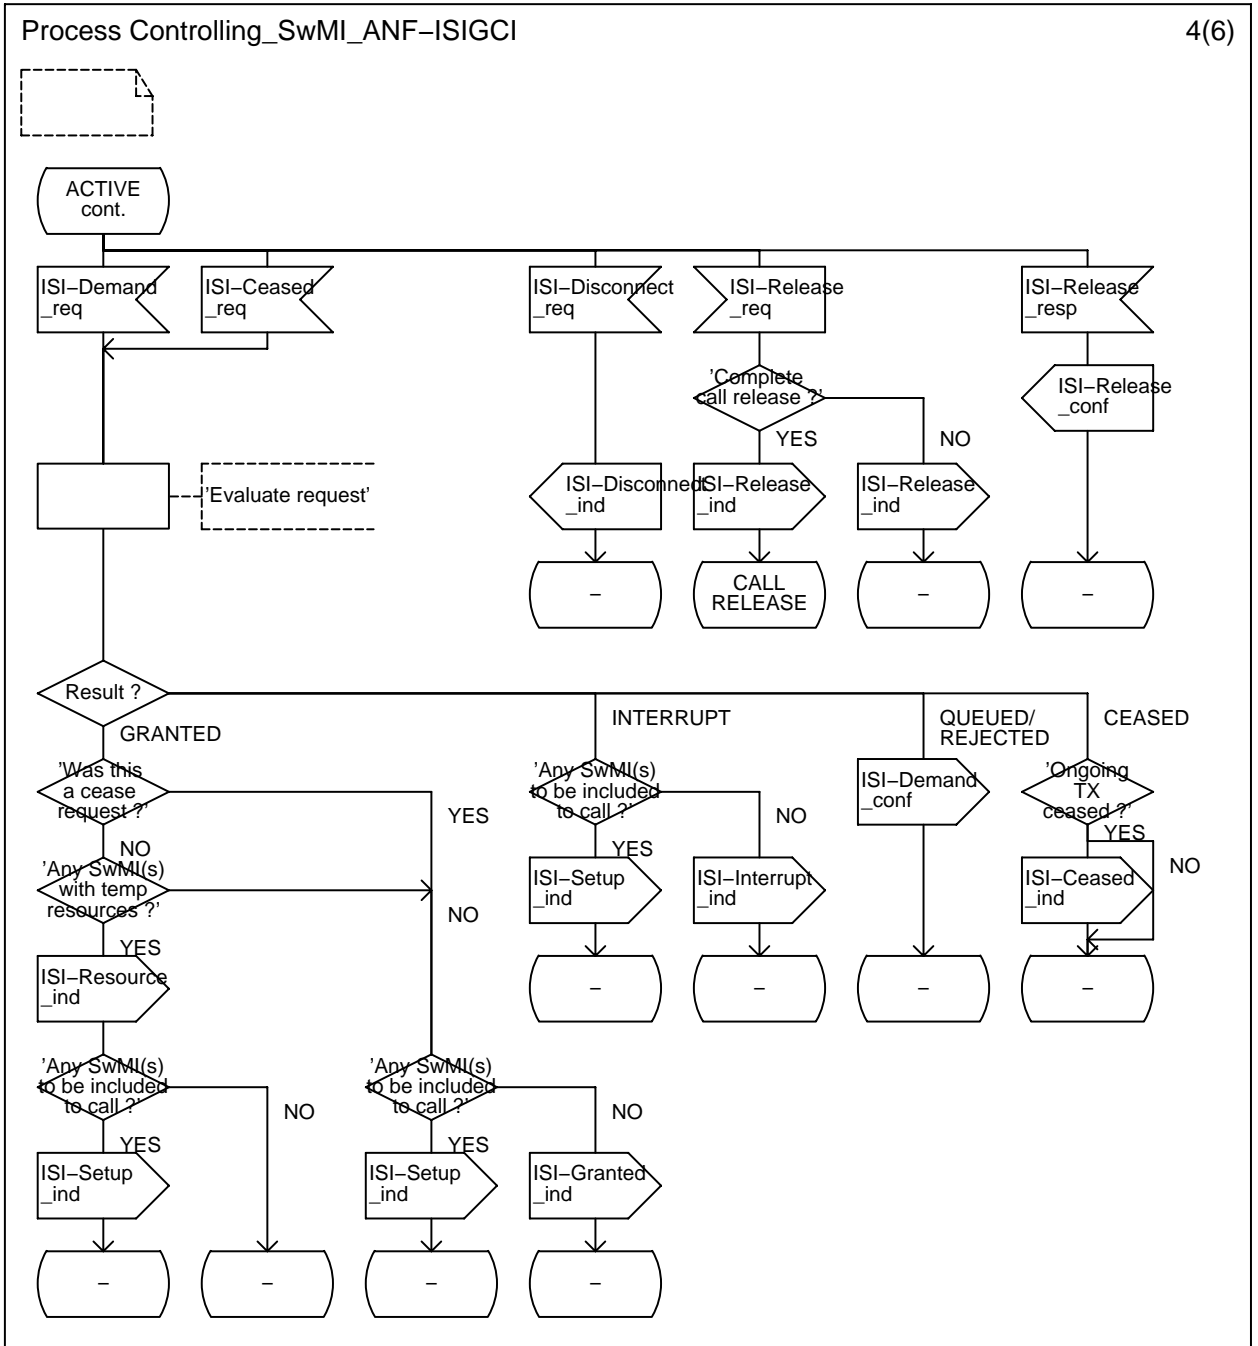 Process Controlling_SwMI_ANF−ISIGCI
4(6)
ACTIVE
cont.
ISI−Demand
_req
ISI−Ceased
_req
ISI−Disconnect
_req
ISI−Release
_req
ISI−Release
_resp
'Complete
call release ?'
YES
NO
ISI−Release
_conf
'Evaluate request'
ISI−Disconnect
_ind
ISI−Release
_ind
ISI−Release
_ind
−
CALL
RELEASE
−
−
Result ?
GRANTED
INTERRUPT
QUEUED/
REJECTED
CEASED
'Was this
a cease
request ?'
YES
NO
'Any SwMI(s)
to be included
to call ?'
NO
YES
ISI−Demand
_conf
'Ongoing
TX
ceased ?'
YES
NO
'Any SwMI(s)
with temp
resources ?'
NO
YES
ISI−Setup
_ind
ISI−Interrupt
_ind
ISI−Ceased
_ind
ISI−Resource
_ind
−
−
−
−
'Any SwMI(s)
to be included
to call ?'
NO
YES
'Any SwMI(s)
to be included
to call ?'
NO
YES
ISI−Setup
_ind
ISI−Setup
_ind
ISI−Granted
_ind
−
−
−
−